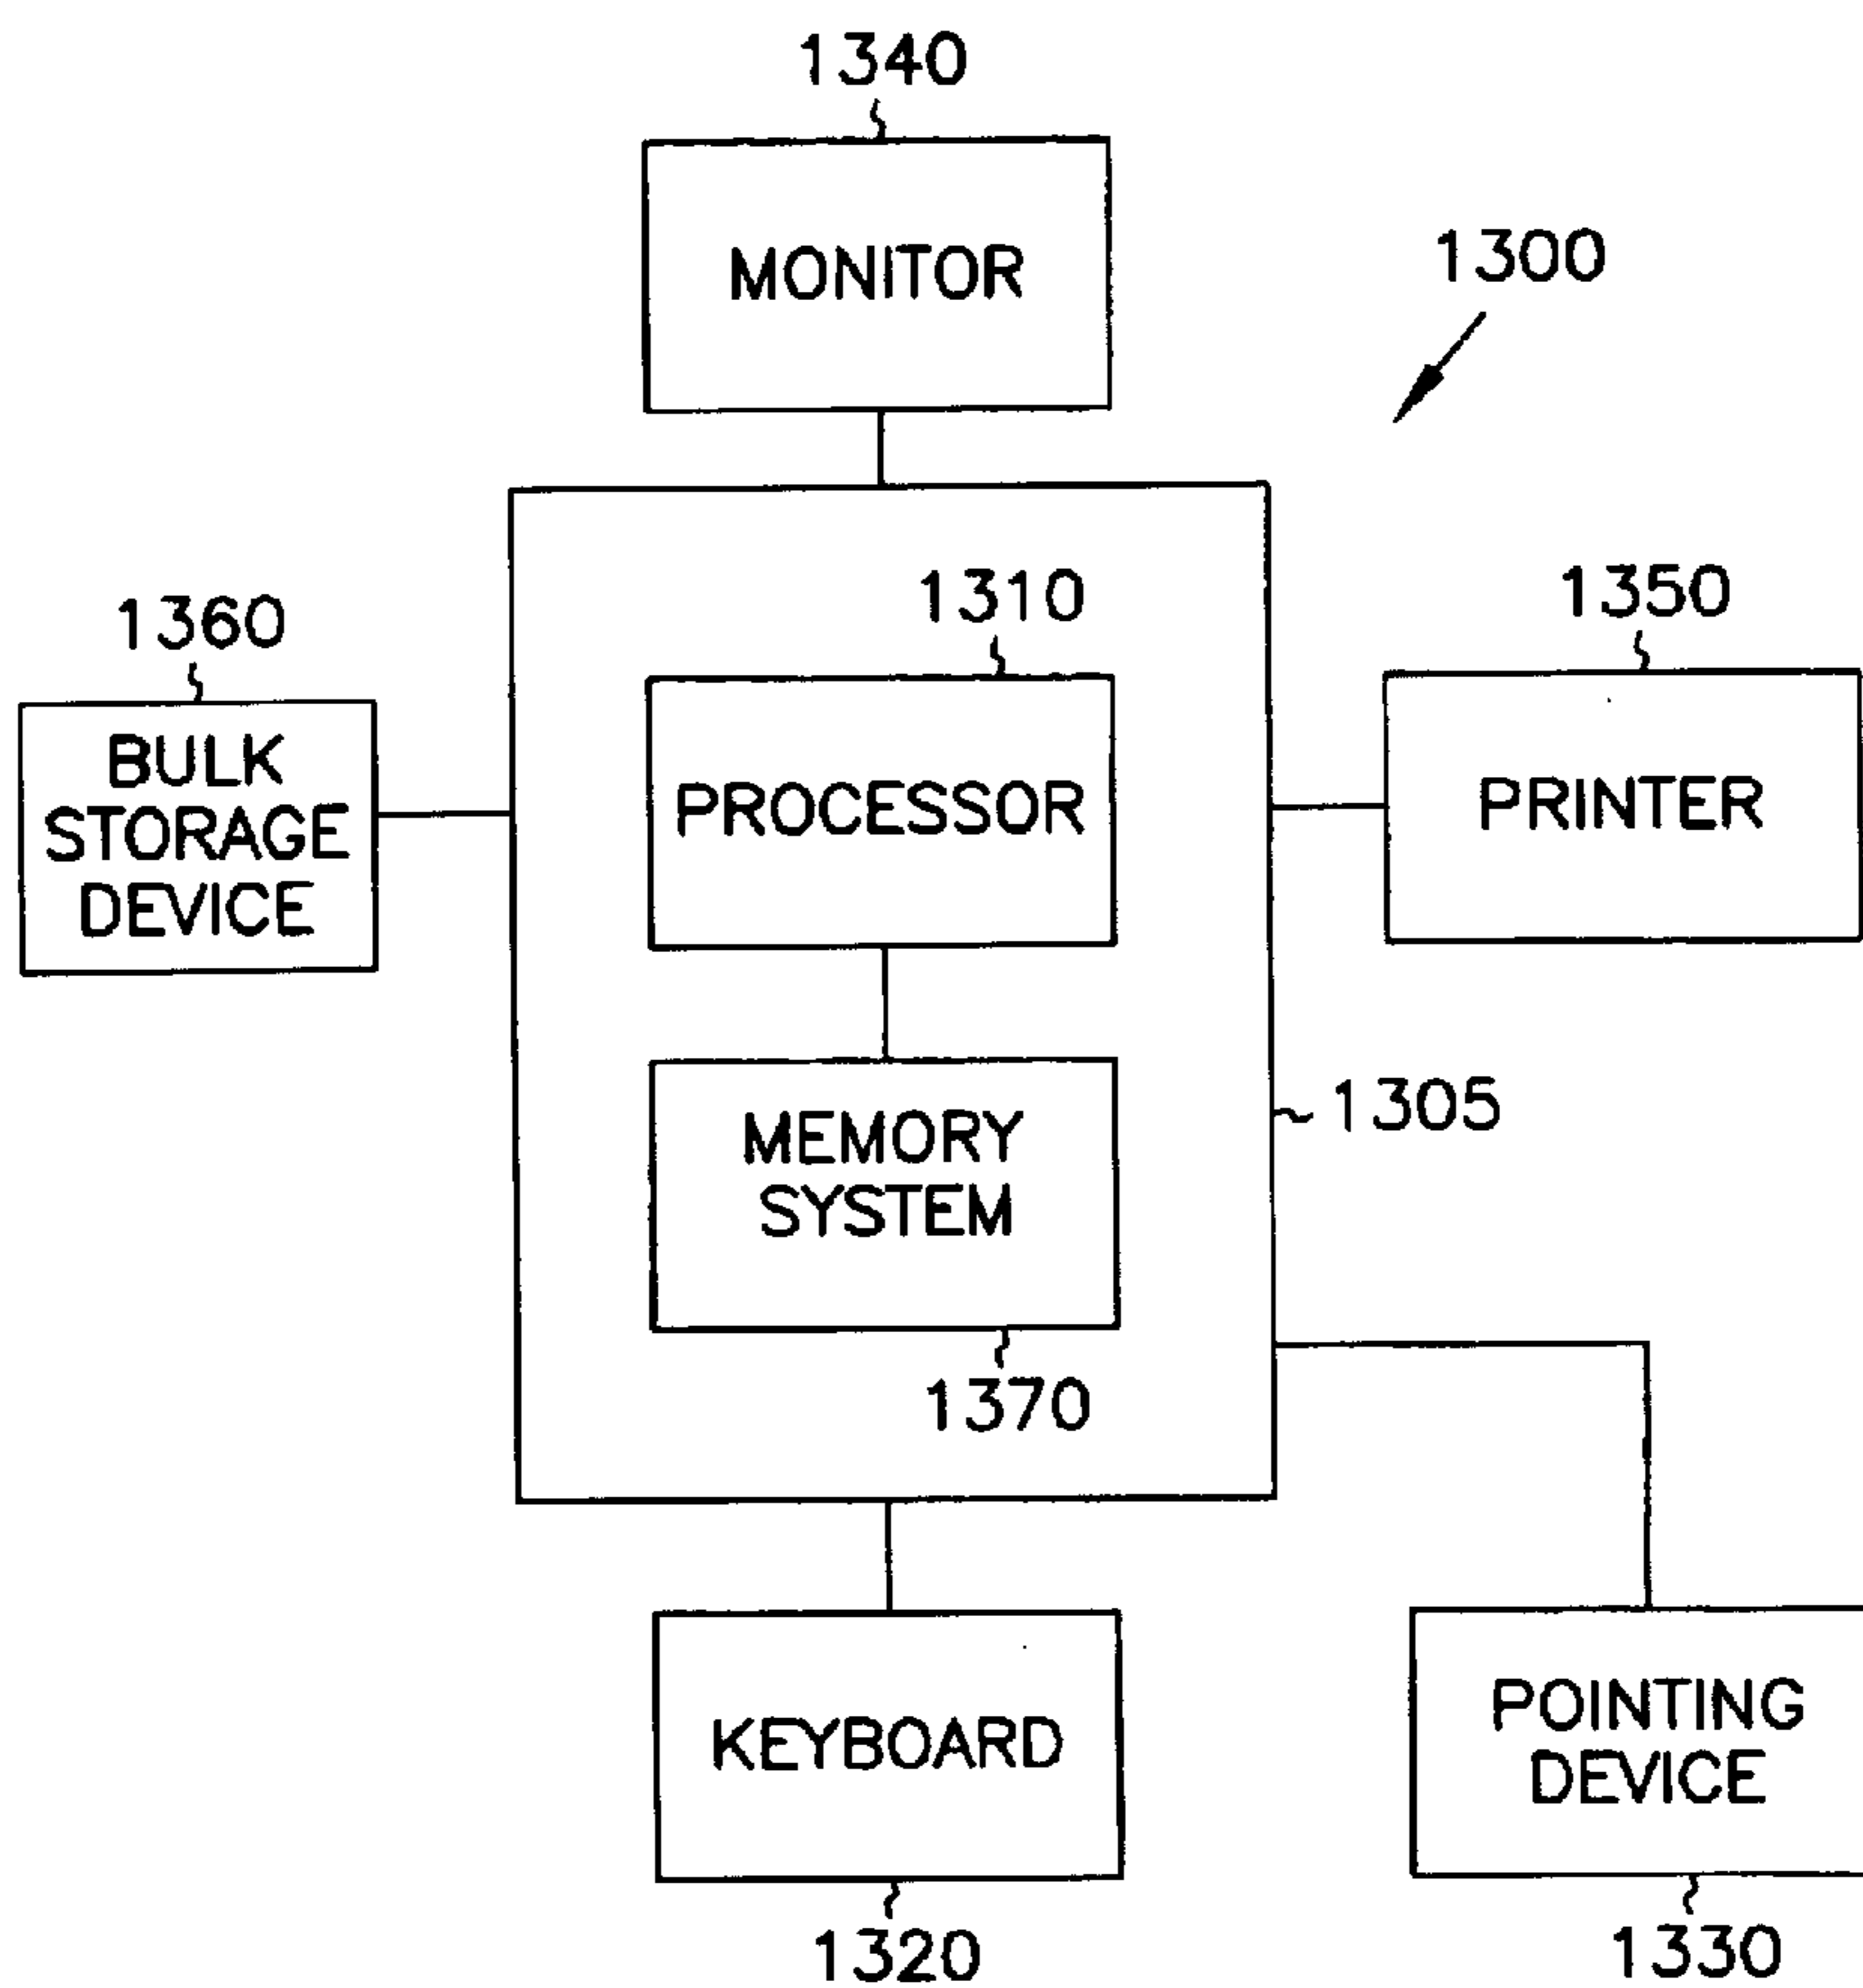 1340
MONITOR
1300
1310
1360
1350
BULK
STORAGE
DEVICE
PROCESSOR
PRINTER
MEMORY
SYSTEM
1305
1370
KEYBOARD
POINTING
DEVICE
1320
1330